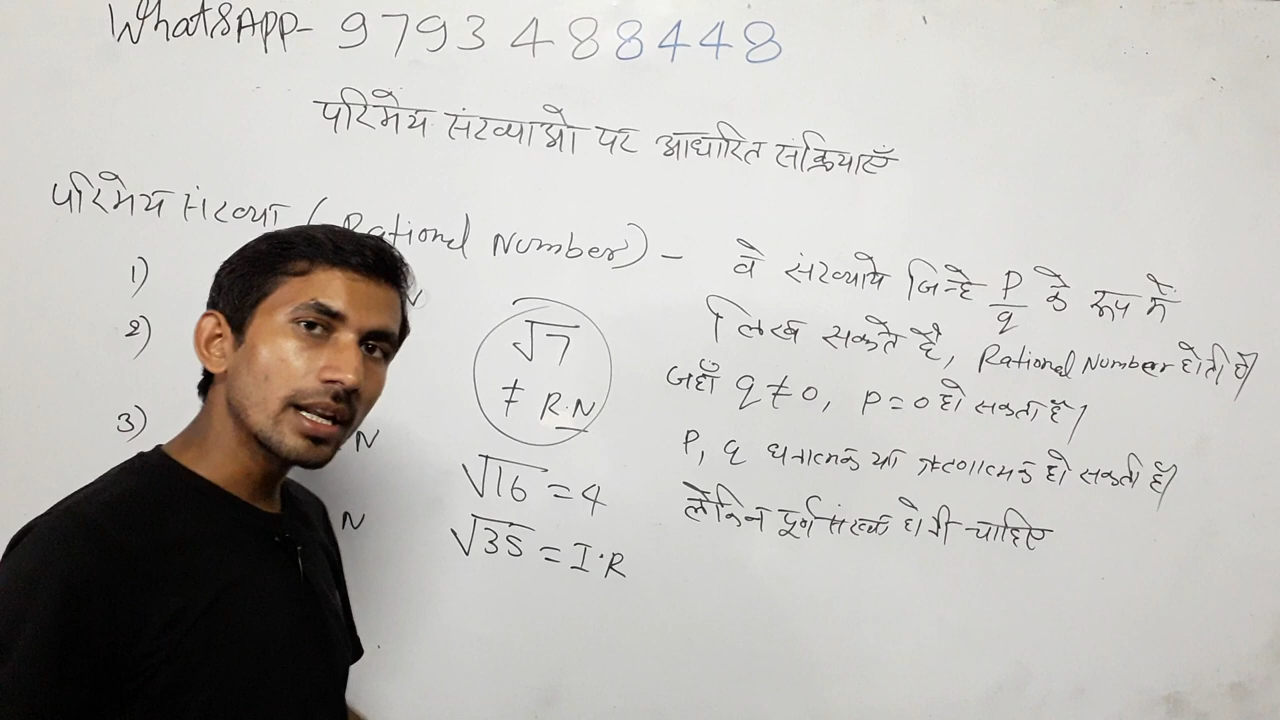 WhatsApp- 9793488448
परिमेय संख्याओ पर आधारित संक्रियाएँ
परिमेय संख्या (Rational Number) -
वे संख्याये जिन्हे P/q के रूप में
लिख सकते है, Rational Number होती हैं
जहाँ q ≠ 0, P = 0 हो सकता है।
P, q धनात्मक या ऋणात्मक हो सकती हैं।
लेकिन पूर्ण संख्या होनी चाहिए
1)
2)
3)
N
N
√7
≠ R.N
√16 = 4
√35 = I.R